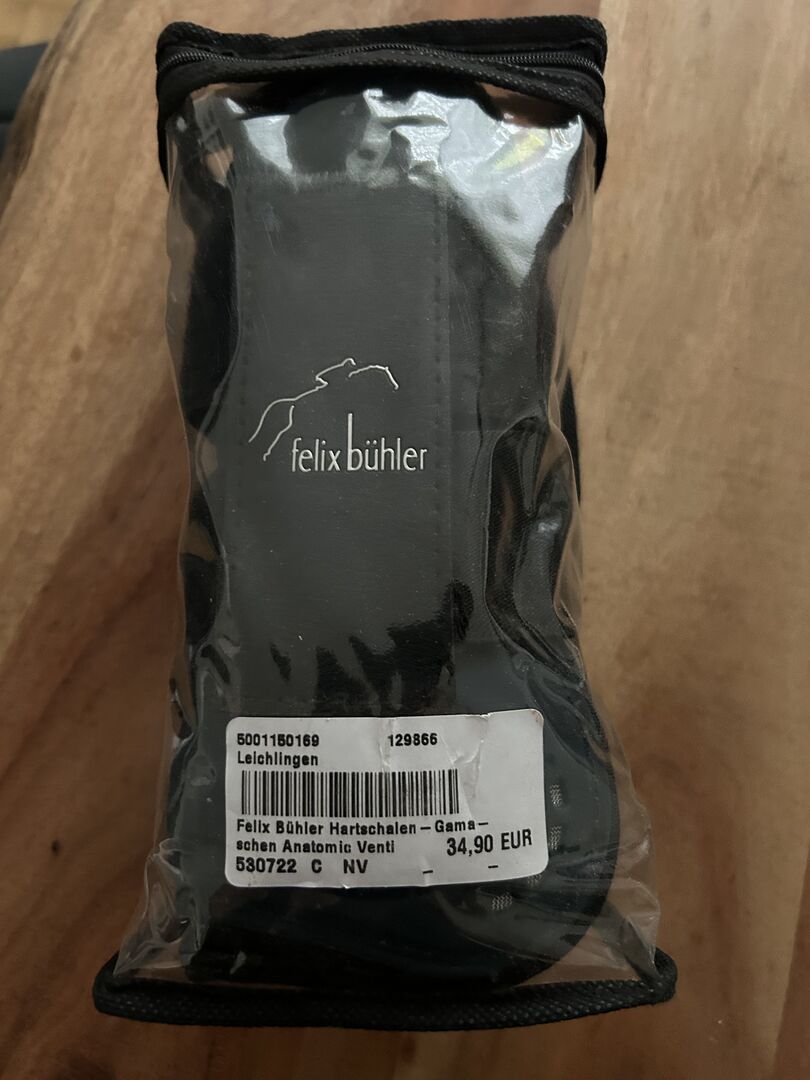 felix bühler
5001150169 129866
Leichlingen
Felix Bühler Hartschalen-Gama-
schen Anatomic Venti 34,90 EUR
530722 C NV _ _